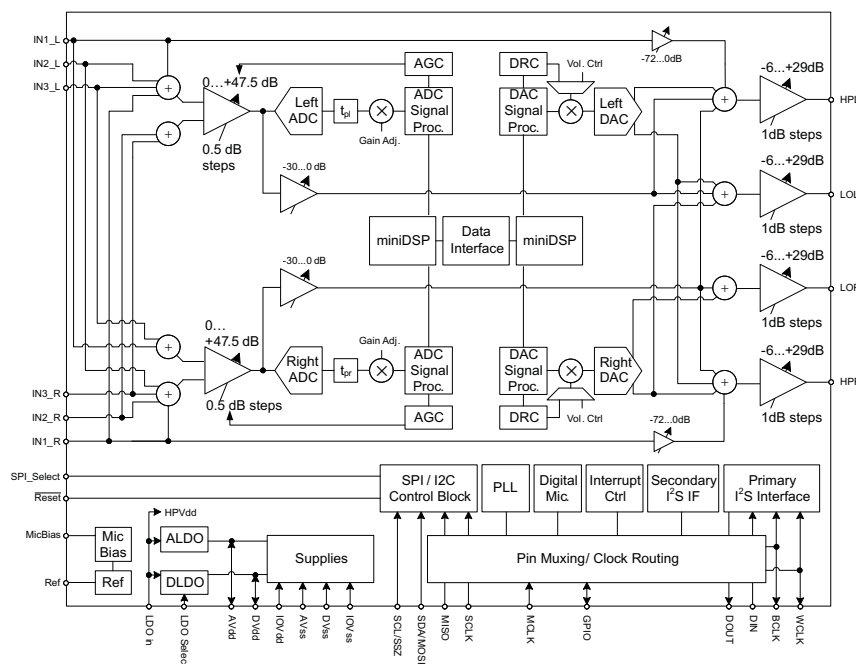 IN1_L
IN2_L
IN3_L
0…
+47.5 dB
0.5 dB
steps
Left
ADC
tpl
Gain Adj.
AGC
ADC
Signal
Proc.
DRC
Vol. Ctrl
DAC
Signal
Proc.
Left
DAC
-72...0dB
-6...+29dB
1dB steps
HPL
-30...0 dB
-6...+29dB
1dB steps
LOL
miniDSP
Data
Interface
miniDSP
-30...0 dB
-6...+29dB
1dB steps
LOR
0…
+47.5 dB
0.5 dB steps
Right
ADC
tpr
Gain Adj.
ADC
Signal
Proc.
AGC
DAC
Signal
Proc.
DRC
Vol. Ctrl
Right
DAC
-6...+29dB
1dB steps
HPR
-72...0dB
IN3_R
IN2_R
IN1_R
SPI_Select
Reset
SPI / I2C
Control Block
PLL
Digital
Mic.
Interrupt
Ctrl
Secondary
I2S IF
Primary
I2S Interface
HPVdd
MicBias
Mic
Bias
Ref
Ref
ALDO
DLDO
Supplies
Pin Muxing/ Clock Routing
LDO in
LDO Select
AVdd
DVdd
IOVdd
AVss
DVss
IOVss
SCL/SSZ
SDA/MOSI
MISO
SCLK
MCLK
GPIO
DOUT
DIN
BCLK
WCLK